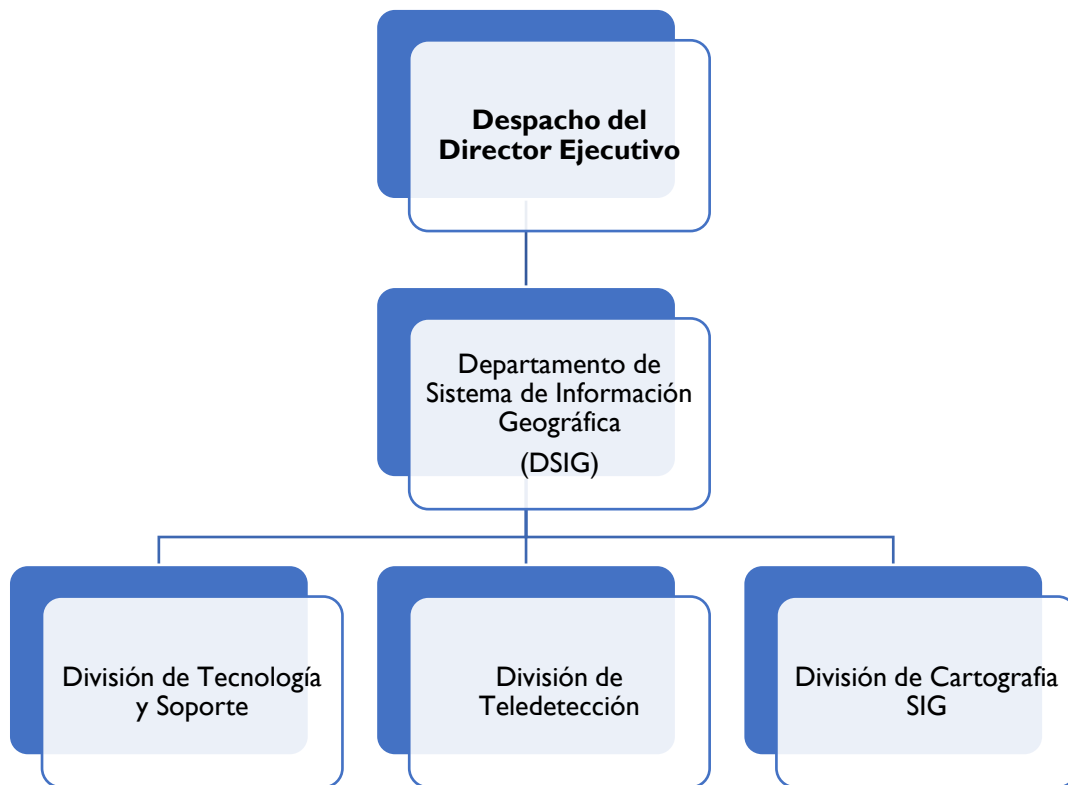 Despacho del
Director Ejecutivo
Departamento de
Sistema de Información
Geográfica
(DSIG)
División de Tecnología
y Soporte
División de
Teledetección
División de Cartografia
SIG